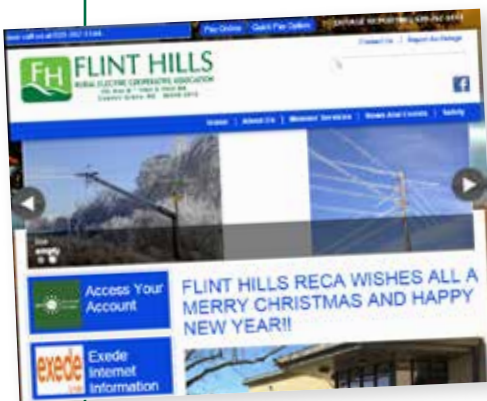 Pay Online Quick Pay Option
FH FLINT HILLS
RURAL ELECTRIC COOPERATIVE ASSOCIATION
Contact Us | Report An Outage
Home | About Us | Member Services | News And Events | Safety
Access Your
Account
FLINT HILLS RECA WISHES ALL A
MERRY CHRISTMAS AND HAPPY
NEW YEAR!!
exede
Exede
Internet
Information